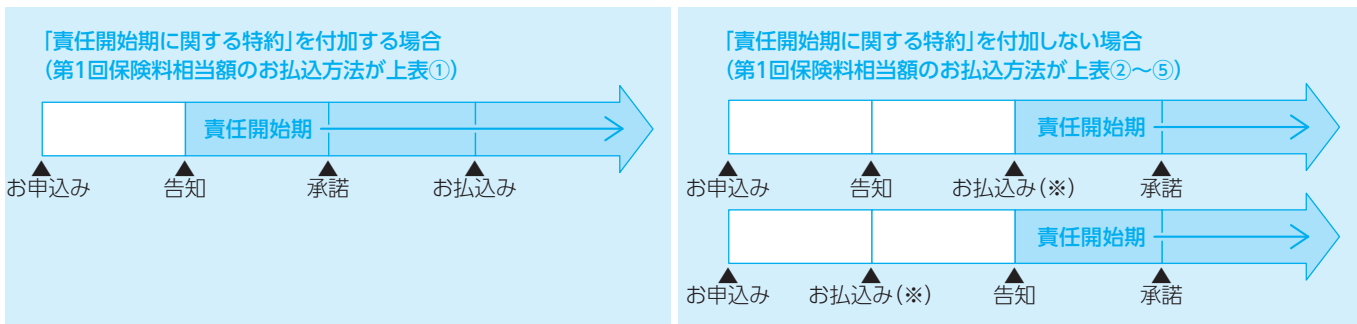 「責任開始期に関する特約」を付加する場合
（第1回保険料相当額のお払込方法が上表①）
責任開始期
お申込み 告知 承諾 お払込み
「責任開始期に関する特約」を付加しない場合
（第1回保険料相当額のお払込方法が上表②～⑤）
責任開始期
お申込み 告知 お払込み（※） 承諾
責任開始期
お申込み お払込み（※） 告知 承諾